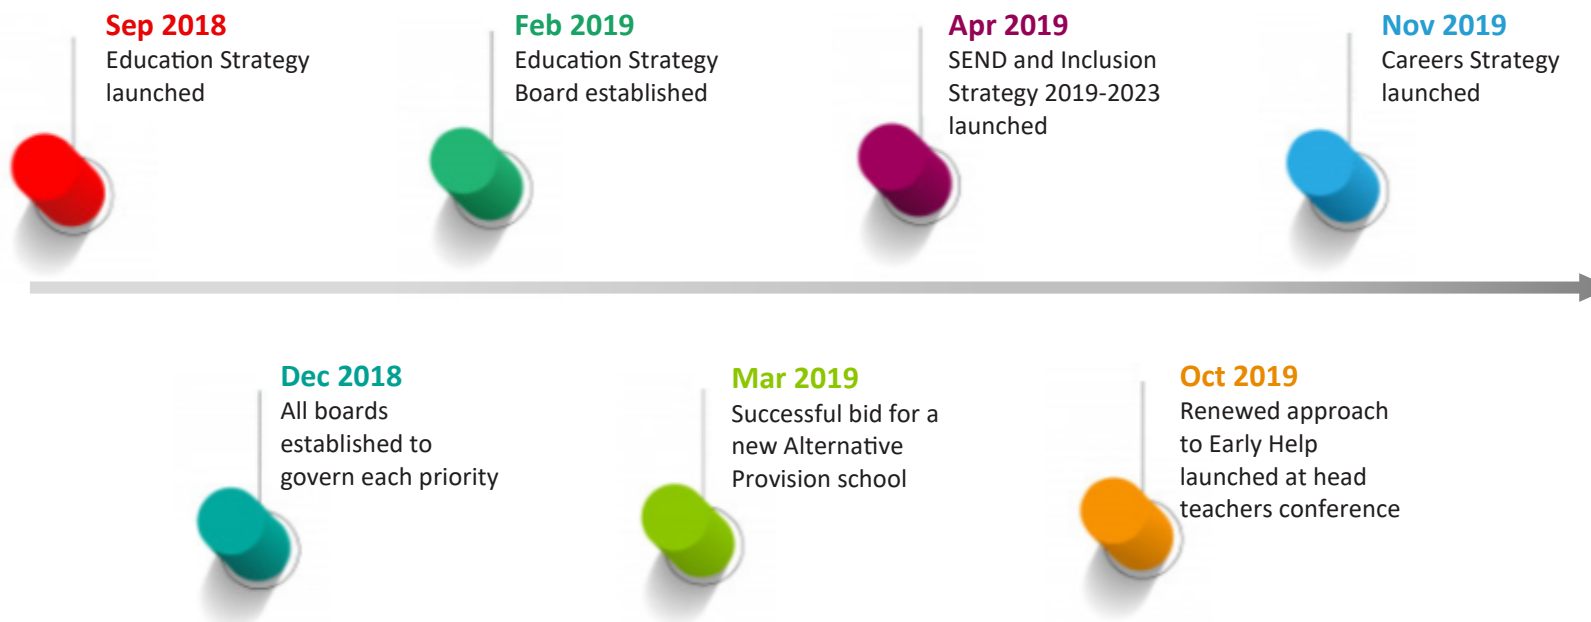 Sep 2018
Education Strategy
launched
Feb 2019
Education Strategy
Board established
Apr 2019
SEND and Inclusion
Strategy 2019-2023
launched
Nov 2019
Careers Strategy
launched
Dec 2018
All boards
established to
govern each priority
Mar 2019
Successful bid for a
new Alternative
Provision school
Oct 2019
Renewed approach
to Early Help
launched at head
teachers conference